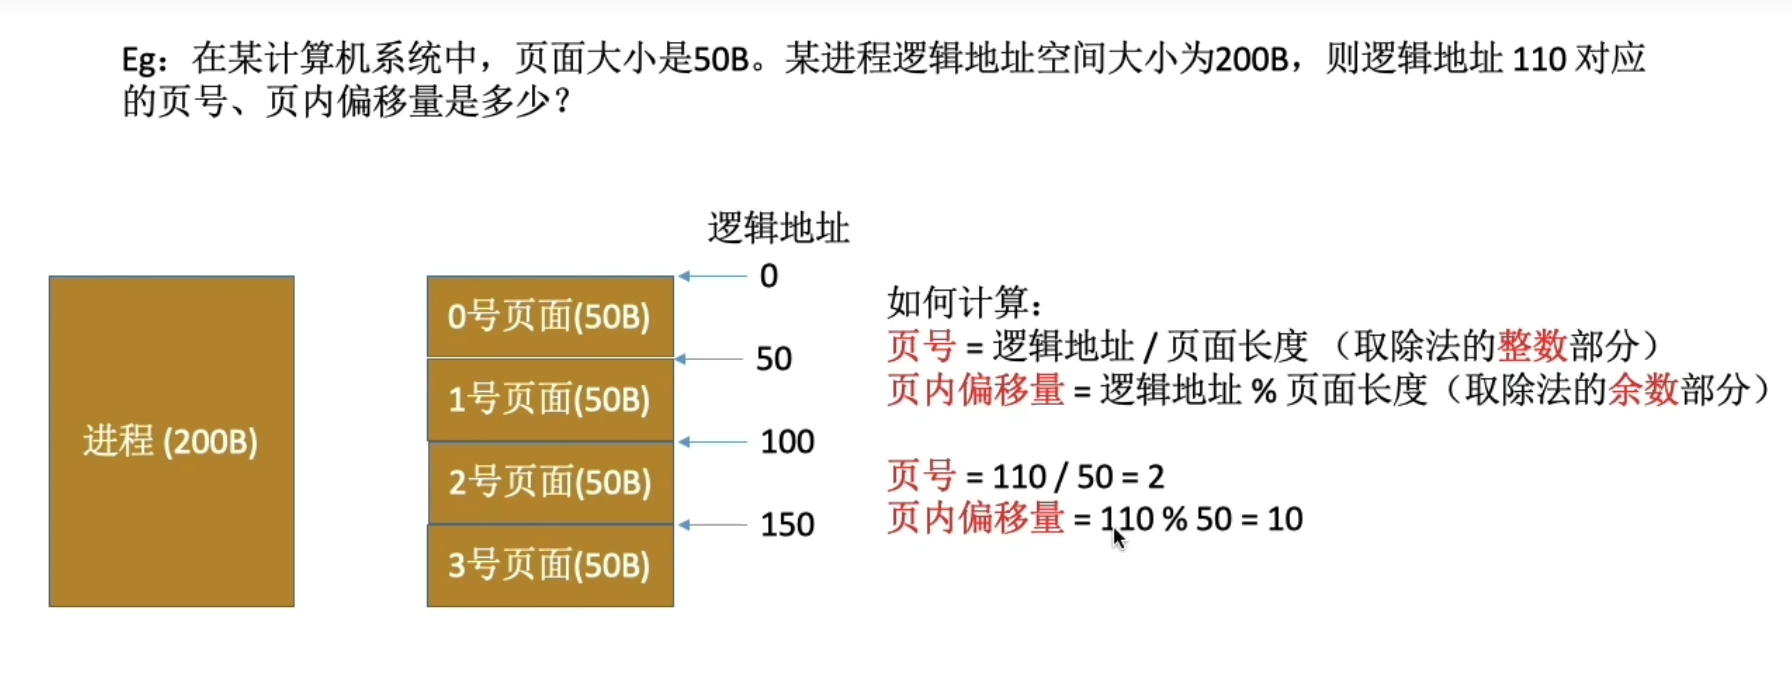 Eg：在某计算机系统中，页面大小是50B。某进程逻辑地址空间大小为200B，则逻辑地址 110 对应
的页号、页内偏移量是多少？
逻辑地址
0
0号页面(50B)
50
1号页面(50B)
100
进程 (200B)
2号页面(50B)
150
3号页面(50B)
如何计算：
页号 = 逻辑地址 / 页面长度 （取除法的整数部分）
页内偏移量 = 逻辑地址 % 页面长度（取除法的余数部分）
页号 = 110 / 50 = 2
页内偏移量 = 110 % 50 = 10